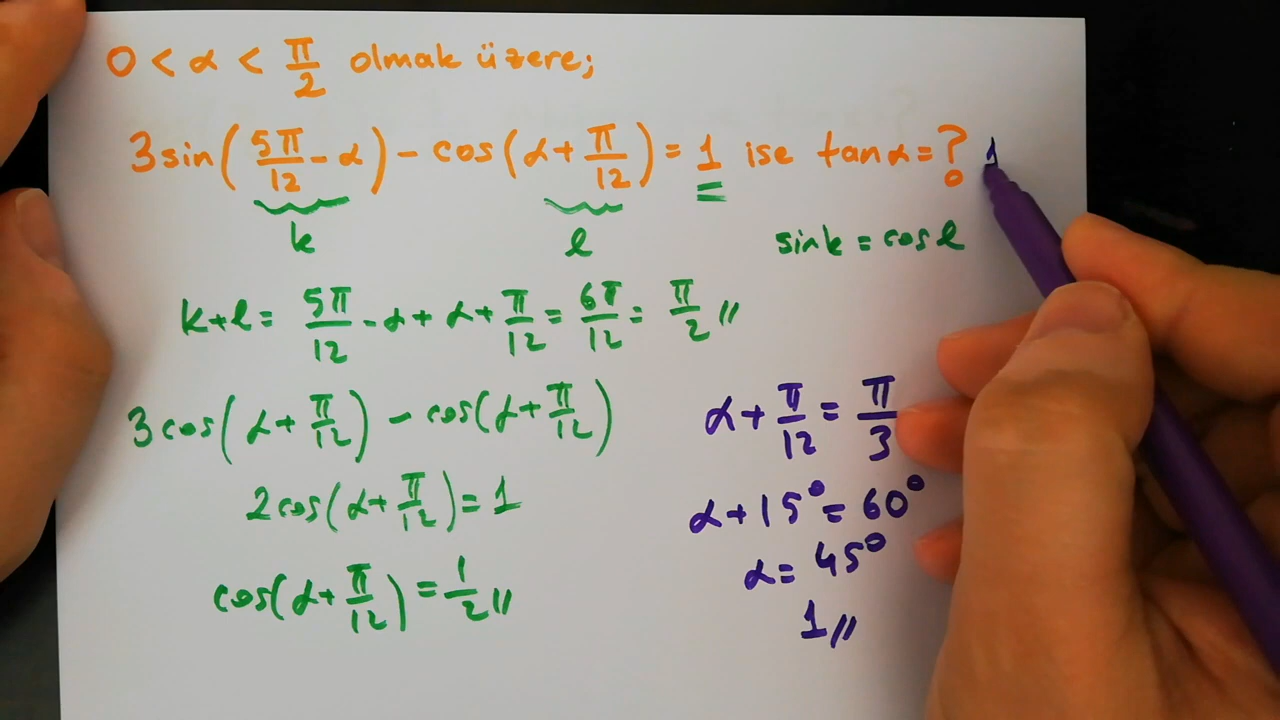 0 < α < π/2 olmak üzere;
3sin(5π/12 - α) - cos(α + π/12) = 1 ise tanα = ? 1
k l
sink = cosl
k+l = 5π/12 - α + α + π/12 = 6π/12 = π/2 //
3cos(α + π/12) - cos(α + π/12)
2cos(α + π/12) = 1
cos(α + π/12) = 1/2 //
α + π/12 = π/3
α + 15° = 60°
α = 45°
1 //